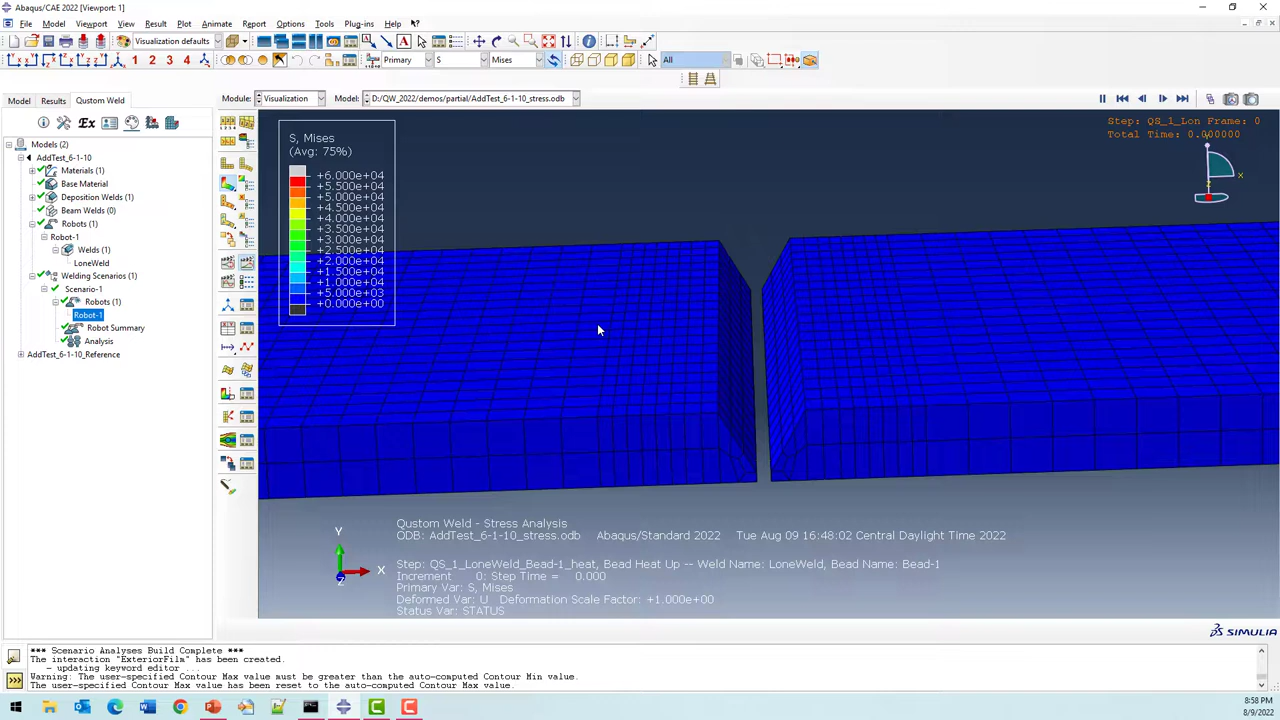 Abaqus/CAE 2022 [Viewport: 1]
File Model Viewport View Result Plot Animate Report Options Tools Plug-ins Help
Visualization defaults
1 2 3 4 Primary S Mises All
Model Results Qustom Weld Module: Visualization Model: D:/QW_2022/demos/partial/AddTest_6-1-10_stress.odb
Ex
Models (2)
AddTest_6-1-10
Materials (1)
Base Material
Deposition Welds (1)
Beam Welds (0)
Robots (1)
Robot-1
Welds (1)
LoneWeld
Welding Scenarios (1)
Scenario-1
Robots (1)
Robot-1
Robot Summary
Analysis
AddTest_6-1-10_Reference
S, Mises
(Avg: 75%)
+6.000e+04
+5.500e+04
+5.000e+04
+4.500e+04
+4.000e+04
+3.500e+04
+3.000e+04
+2.500e+04
+2.000e+04
+1.500e+04
+1.000e+04
+5.000e+03
+0.000e+00
Step: QS_1_Lon Frame: 0
Total Time: 0.000000
X
Y
Z
Y
X
Z
Qustom Weld - Stress Analysis
ODB: AddTest_6-1-10_stress.odb Abaqus/Standard 2022 Tue Aug 09 16:48:02 Central Daylight Time 2022
Step: QS_1_LoneWeld_Bead-1_heat, Bead Heat Up -- Weld Name: LoneWeld, Bead Name: Bead-1
Increment 0: Step Time = 0.000
Primary Var: S, Mises
Deformed Var: U Deformation Scale Factor: +1.000e+00
Status Var: STATUS
SIMULIA
*** Scenario Analyses Build Complete ***
The interaction "ExteriorFilm" has been created.
— updating keyword editor ...
Warning: The user-specified Contour Max value must be greater than the auto-computed Contour Min value.
The user-specified Contour Max value has been reset to the auto-computed Contour Max value.
>>>
8:58 PM
8/9/2022